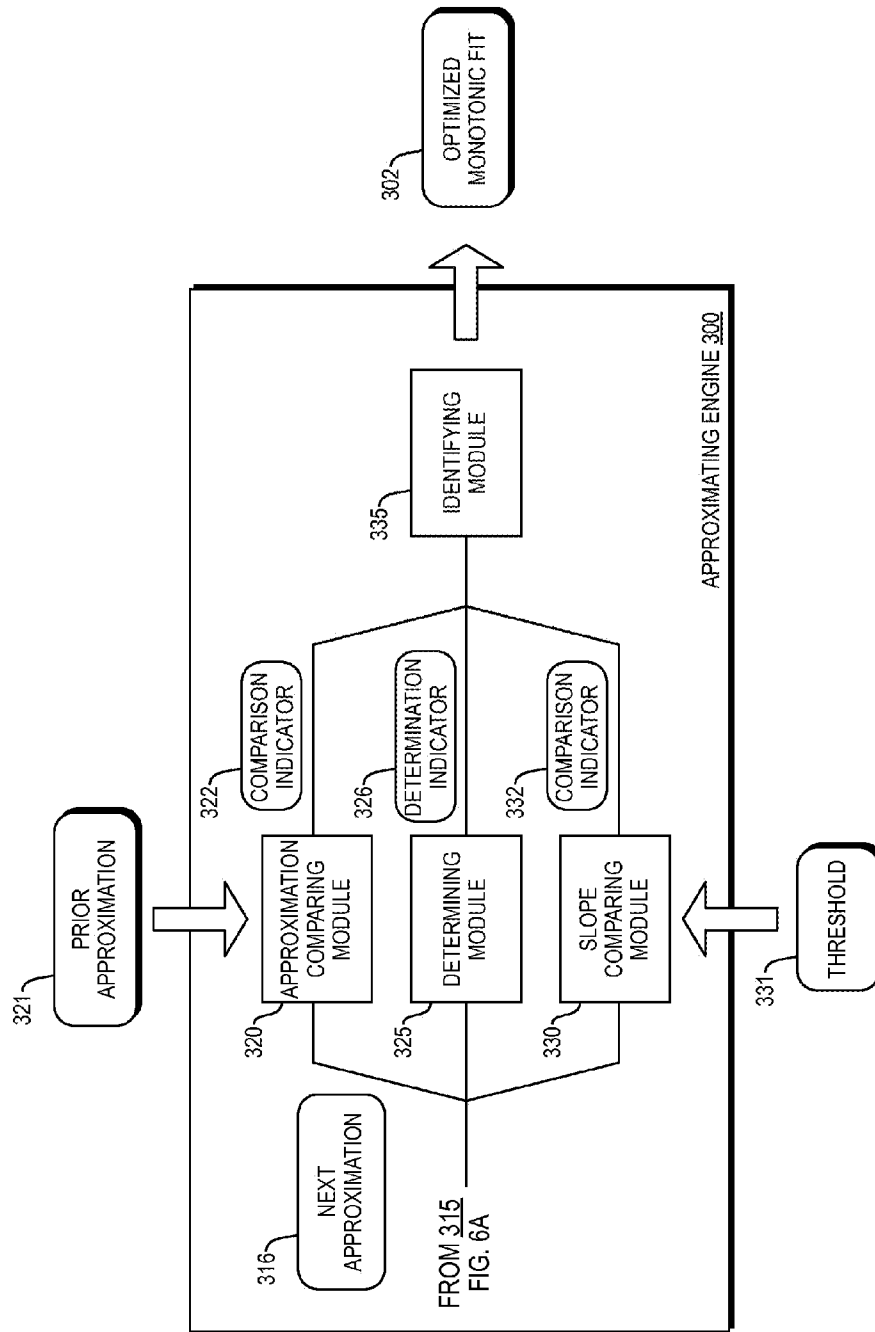 321
PRIOR
APPROXIMATION
316
NEXT
APPROXIMATION
FROM 315
FIG. 6A
320
APPROXIMATION
COMPARING
MODULE
322
COMPARISON
INDICATOR
325
DETERMINING
MODULE
326
DETERMINATION
INDICATOR
330
SLOPE
COMPARING
MODULE
332
COMPARISON
INDICATOR
331
THRESHOLD
335
IDENTIFYING
MODULE
APPROXIMATING ENGINE 300
302
OPTIMIZED
MONOTONIC FIT